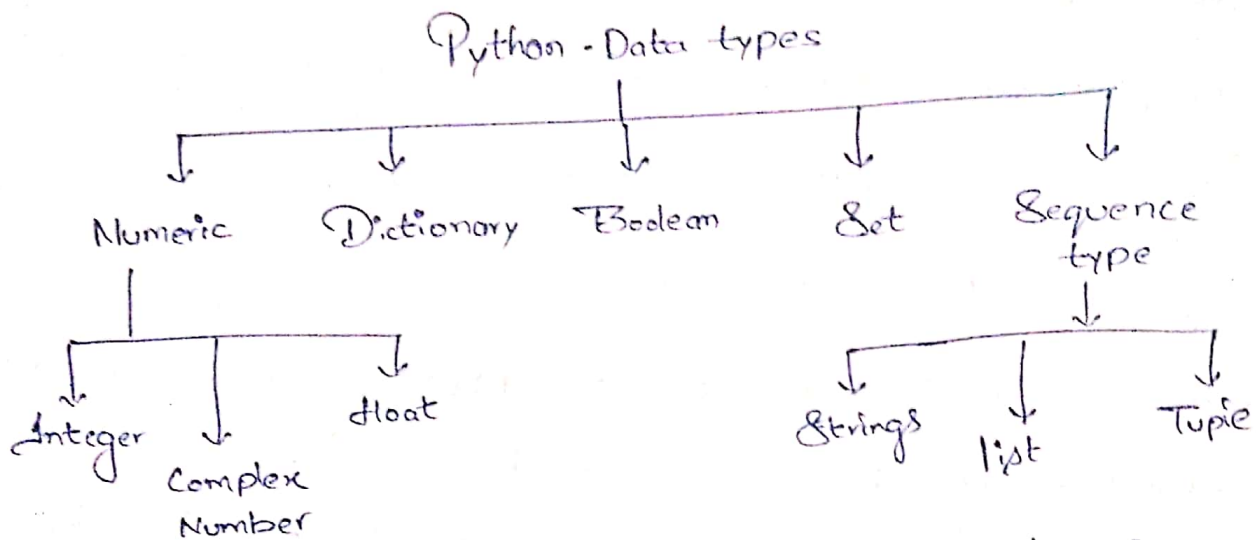 Python - Data types
Numeric Dictionary Boolean Set Sequence
type
Integer Complex
Number float Strings list Tuple